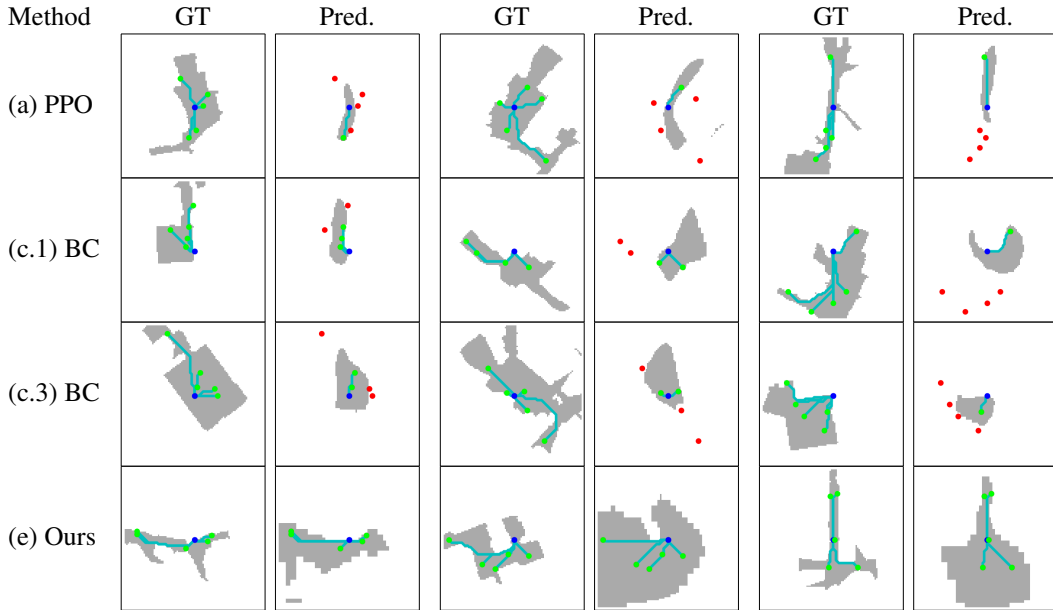 Method GT Pred. GT Pred. GT Pred.
(a) PPO
(c.1) BC
(c.3) BC
(e) Ours